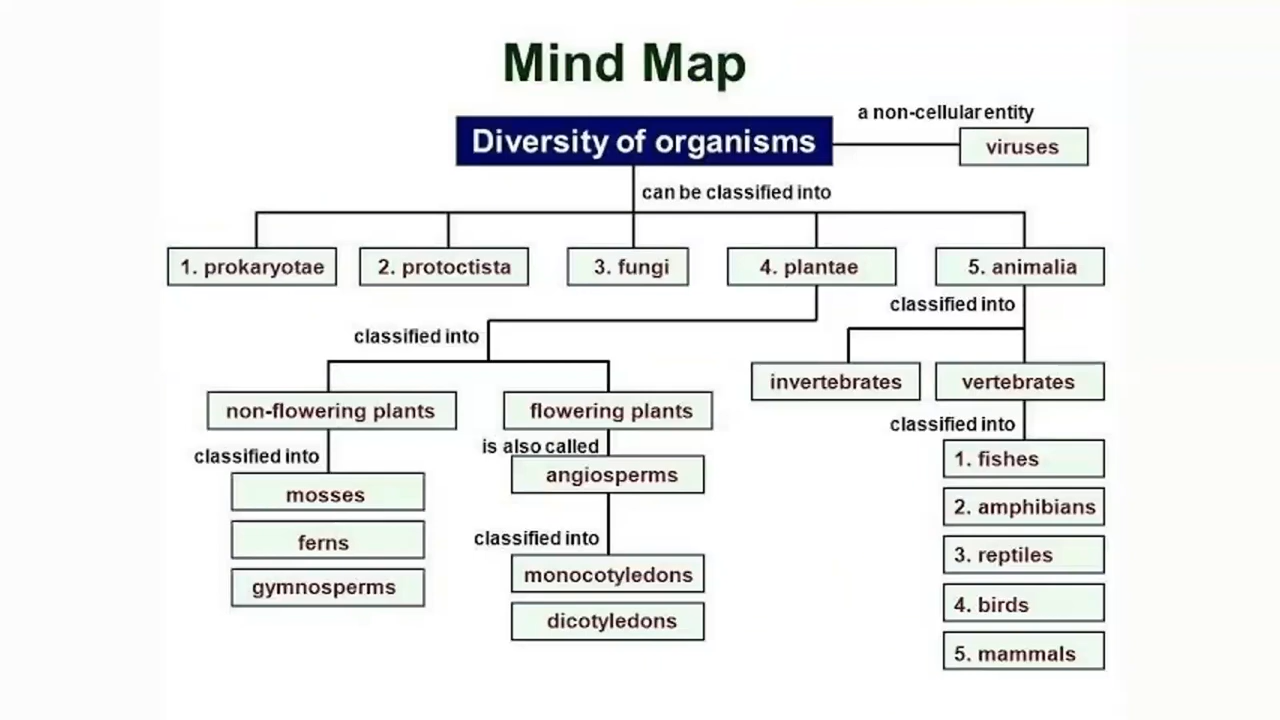 Mind Map
a non-cellular entity
Diversity of organisms
viruses
can be classified into
1. prokaryotae
2. protoctista
3. fungi
4. plantae
5. animalia
classified into
classified into
invertebrates
vertebrates
non-flowering plants
flowering plants
classified into
is also called
classified into
angiosperms
1. fishes
mosses
2. amphibians
classified into
ferns
3. reptiles
monocotyledons
gymnosperms
4. birds
dicotyledons
5. mammals